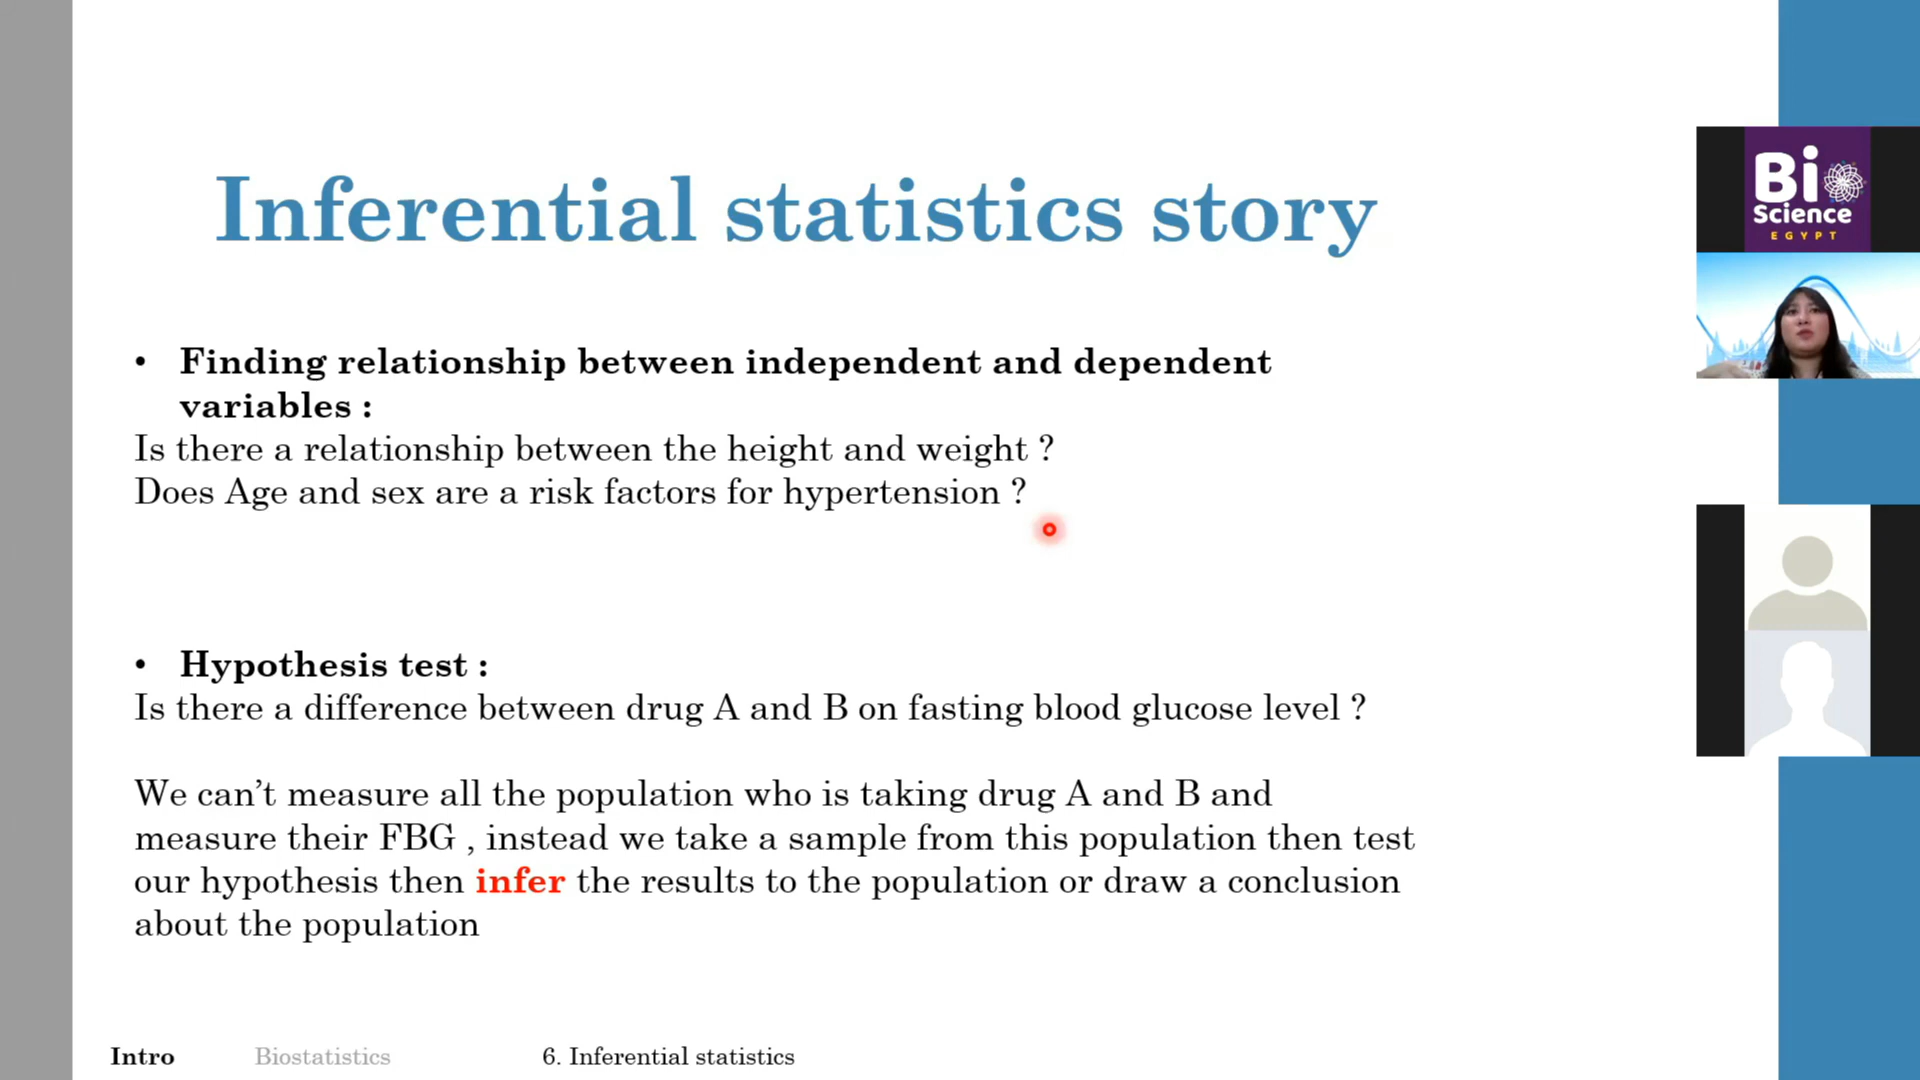 Inferential statistics story
• Finding relationship between independent and dependent
variables :
Is there a relationship between the height and weight ?
Does Age and sex are a risk factors for hypertension ?
• Hypothesis test :
Is there a difference between drug A and B on fasting blood glucose level ?
We can’t measure all the population who is taking drug A and B and
measure their FBG , instead we take a sample from this population then test
our hypothesis then infer the results to the population or draw a conclusion
about the population
Intro Biostatistics 6. Inferential statistics
Bi
Science
EGYPT